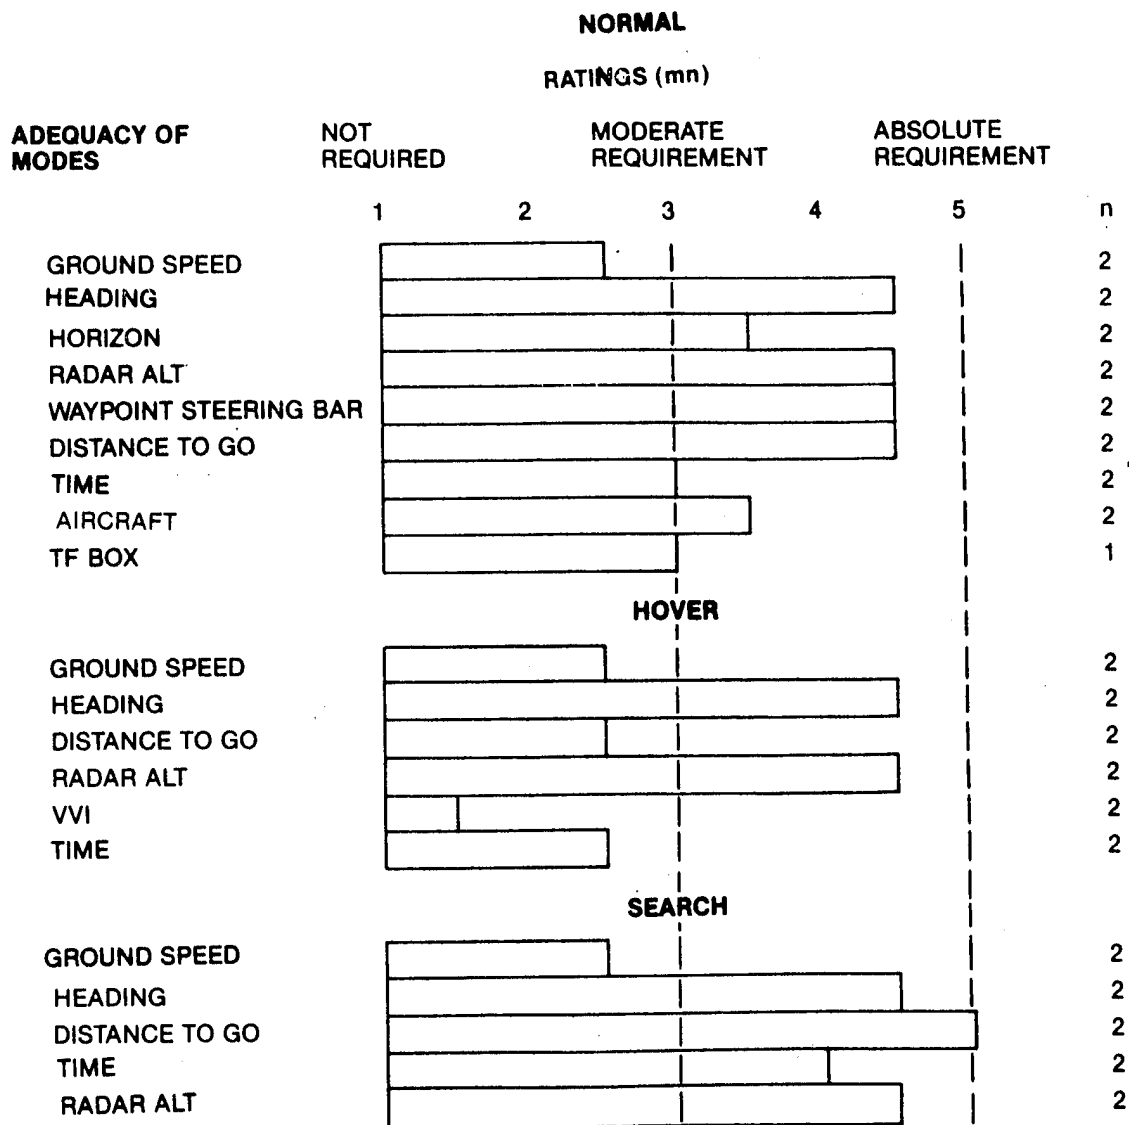 NORMAL
RATINGS (mn)
ADEQUACY OF MODES NOT REQUIRED MODERATE REQUIREMENT ABSOLUTE REQUIREMENT
1 2 3 4 5 n
GROUND SPEED 2
HEADING 2
HORIZON 2
RADAR ALT 2
WAYPOINT STEERING BAR 2
DISTANCE TO GO 2
TIME 2
AIRCRAFT 2
TF BOX 1
HOVER
GROUND SPEED 2
HEADING 2
DISTANCE TO GO 2
RADAR ALT 2
VVI 2
TIME 2
SEARCH
GROUND SPEED 2
HEADING 2
DISTANCE TO GO 2
TIME 2
RADAR ALT 2